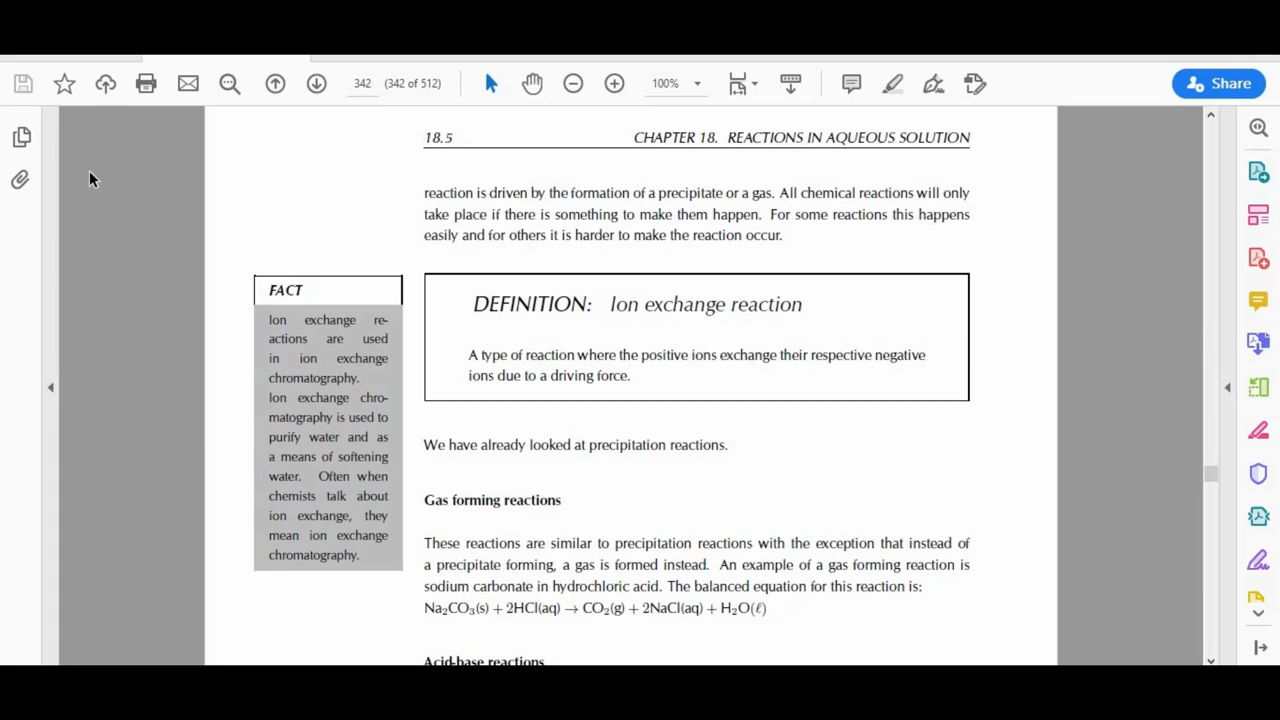 342 (342 of 512) 100% Share
18.5 CHAPTER 18. REACTIONS IN AQUEOUS SOLUTION
reaction is driven by the formation of a precipitate or a gas. All chemical reactions will only
take place if there is something to make them happen. For some reactions this happens
easily and for others it is harder to make the reaction occur.
FACT
Ion exchange re-
actions are used
in ion exchange
chromatography.
Ion exchange chro-
matography is used to
purify water and as
a means of softening
water. Often when
chemists talk about
ion exchange, they
mean ion exchange
chromatography.
DEFINITION: Ion exchange reaction
A type of reaction where the positive ions exchange their respective negative
ions due to a driving force.
We have already looked at precipitation reactions.
Gas forming reactions
These reactions are similar to precipitation reactions with the exception that instead of
a precipitate forming, a gas is formed instead. An example of a gas forming reaction is
sodium carbonate in hydrochloric acid. The balanced equation for this reaction is:
Na₂CO₃(s) + 2HCl(aq) → CO₂(g) + 2NaCl(aq) + H₂O(ℓ)
Acid-base reactions